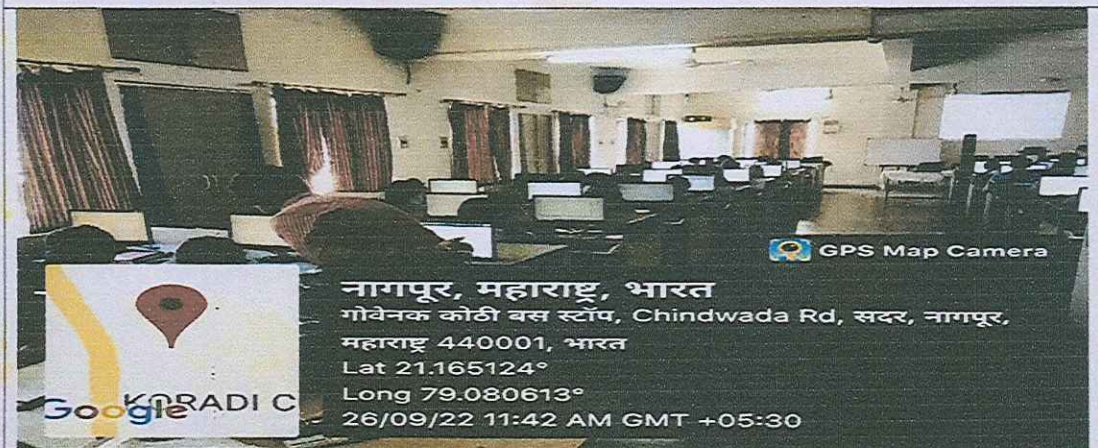 GPS Map Camera
नागपूर, महाराष्ट्र, भारत
गोवेनक कोठी बस स्टॉप, Chindwada Rd, सदर, नागपूर,
महाराष्ट्र 440001, भारत
Lat 21.165124°
Long 79.080613°
26/09/22 11:42 AM GMT +05:30
KORADI C
Google